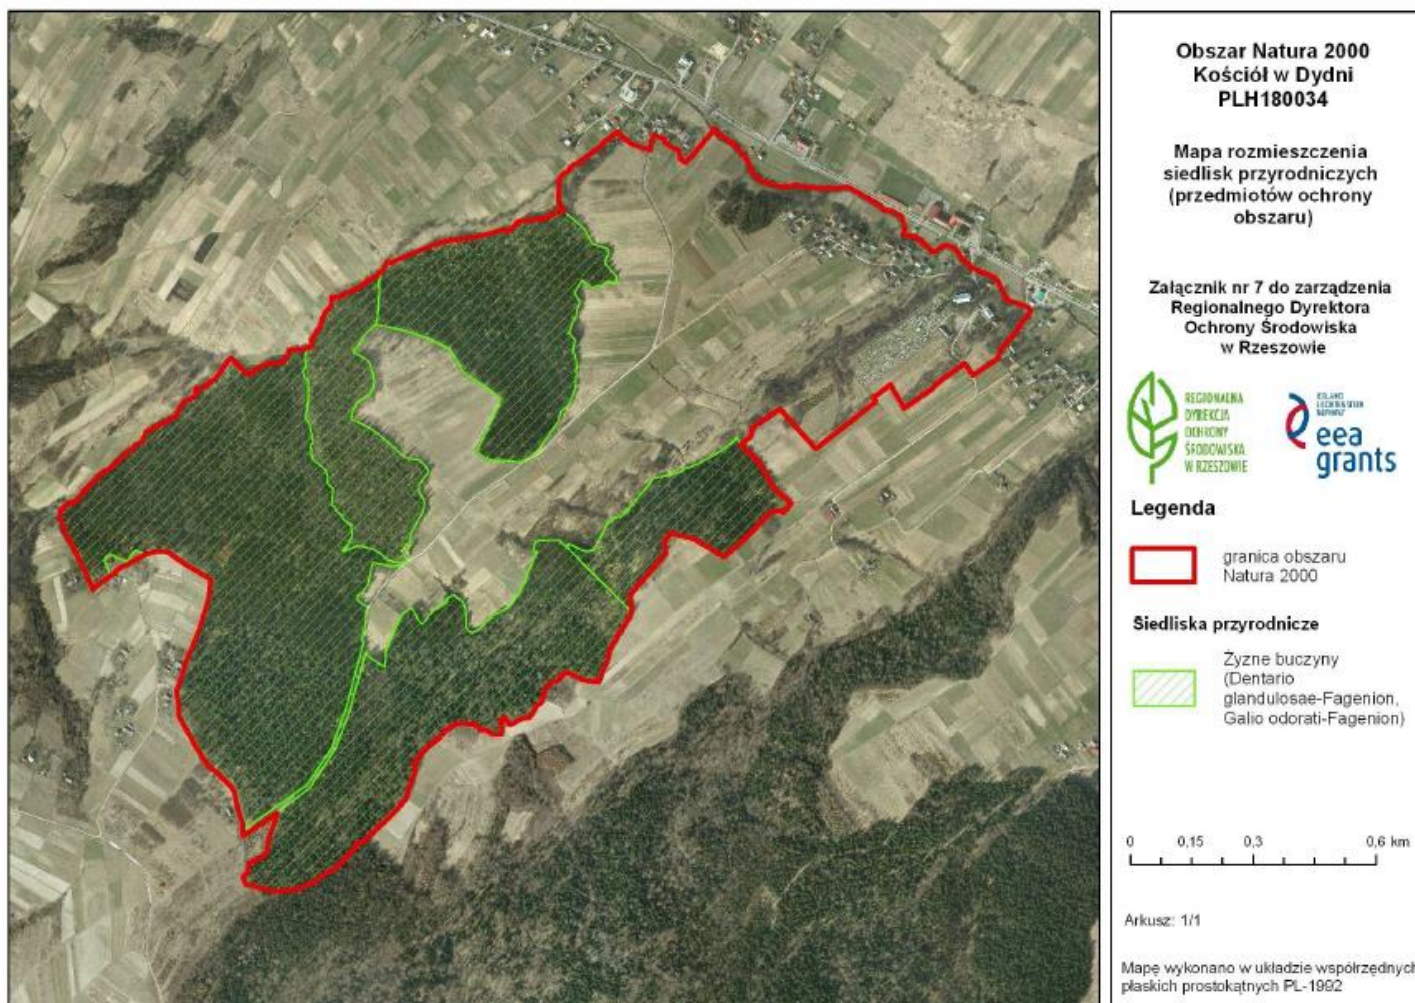 Obszar Natura 2000
Kościół w Dydni
PLH180034
Mapa rozmieszczenia
siedlisk przyrodniczych
(przedmiotów ochrony
obszaru)
Załącznik nr 7 do zarządzenia
Regionalnego Dyrektora
Ochrony Środowiska
w Rzeszowie
REGIONALNA
DYREKCJA
OCHRONY
ŚRODOWISKA
W RZESZOWIE
ICELAND
LIECHTENSTEIN
NORWAY
eea
grants
Legenda
granica obszaru
Natura 2000
Siedliska przyrodnicze
Żyzne buczyny
(Dentario
glandulosae-Fagenion,
Galio odorati-Fagenion)
0 0,15 0,3 0,6 km
Arkusz: 1/1
Mapę wykonano w układzie współrzędnych
płaskich prostokątnych PL-1992